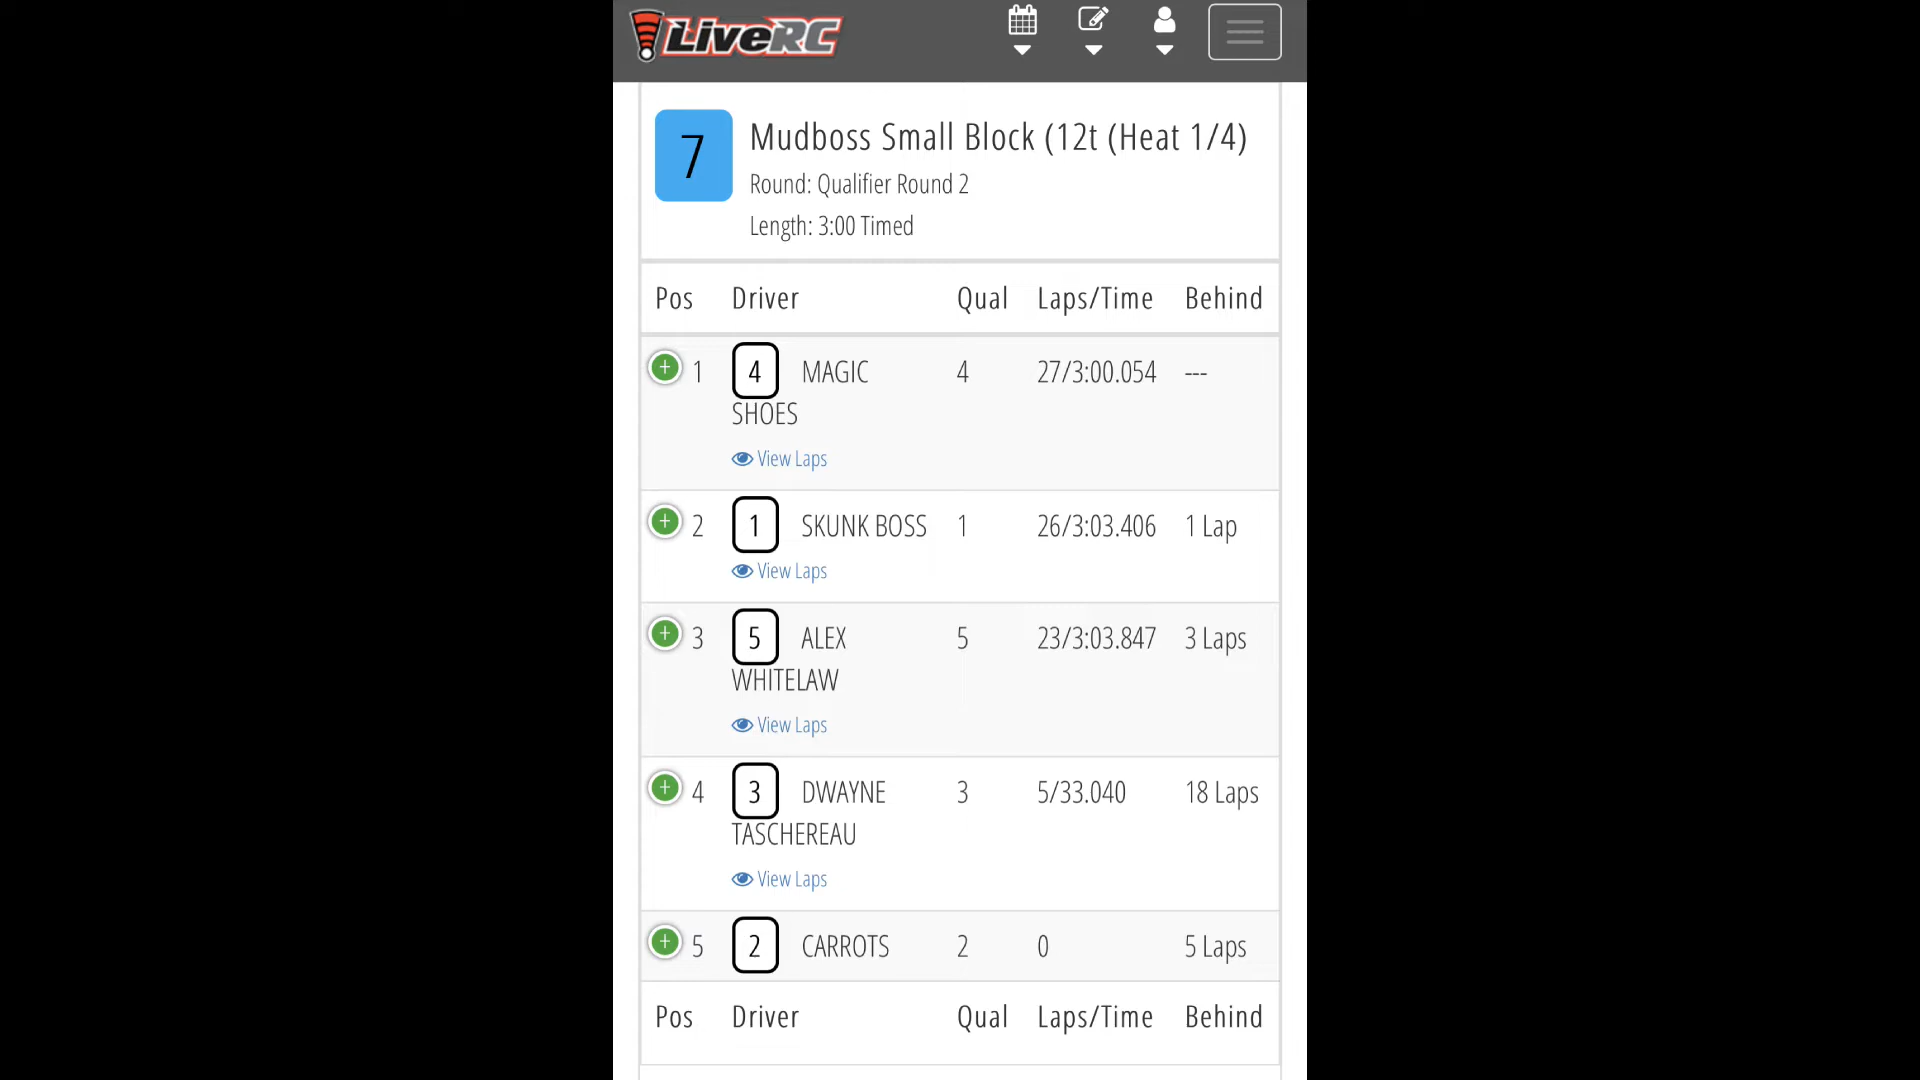 LiveRC
7 Mudboss Small Block (12t (Heat 1/4)
Round: Qualifier Round 2
Length: 3:00 Timed
Pos Driver Qual Laps/Time Behind
1 4 MAGIC 4 27/3:00.054 ---
SHOES
View Laps
2 1 SKUNK BOSS 1 26/3:03.406 1 Lap
View Laps
3 5 ALEX 5 23/3:03.847 3 Laps
WHITELAW
View Laps
4 3 DWAYNE 3 5/33.040 18 Laps
TASCHEREAU
View Laps
5 2 CARROTS 2 0 5 Laps
Pos Driver Qual Laps/Time Behind